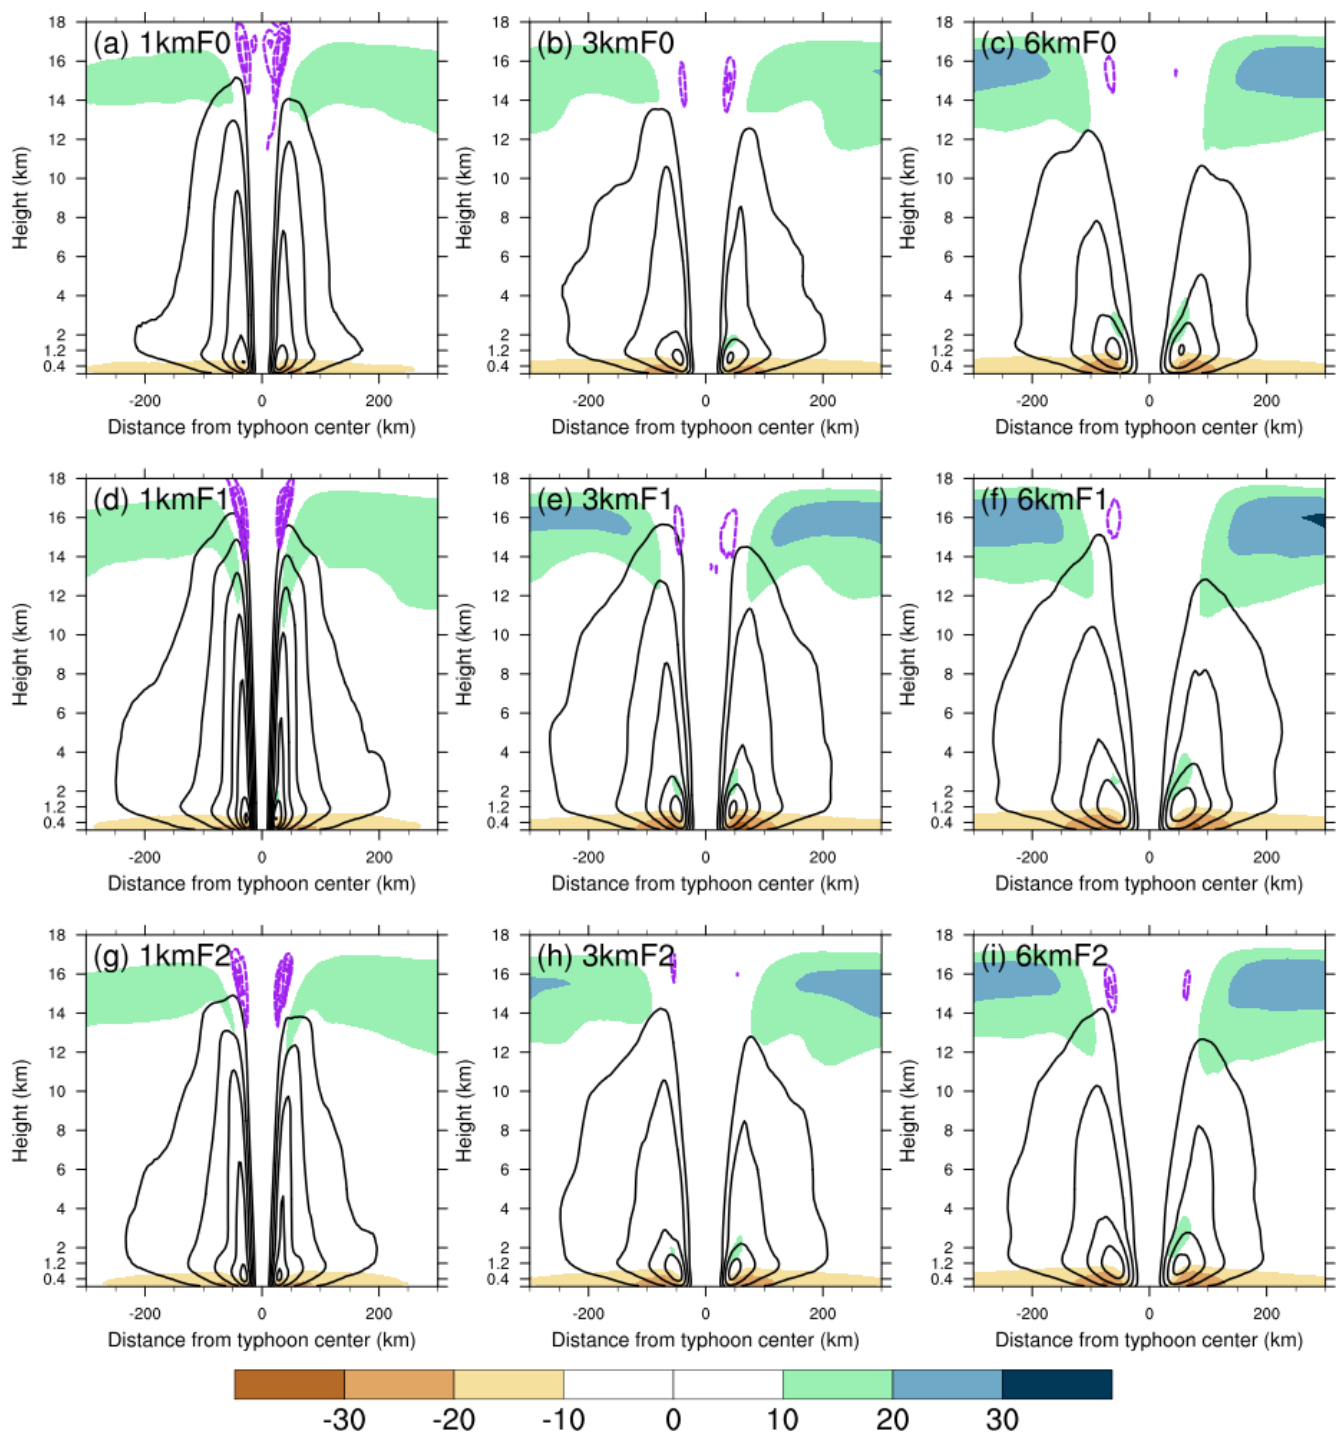 (a) 1kmF0
(b) 3kmF0
(c) 6kmF0
18
16
14
12
10
8
6
4
2
1.2
0.4
Height (km)
18
16
14
12
10
8
6
4
2
1.2
0.4
Height (km)
18
16
14
12
10
8
6
4
2
1.2
0.4
Height (km)
-200 0 200
-200 0 200
-200 0 200
Distance from typhoon center (km)
Distance from typhoon center (km)
Distance from typhoon center (km)
(d) 1kmF1
(e) 3kmF1
(f) 6kmF1
18
16
14
12
10
8
6
4
2
1.2
0.4
Height (km)
18
16
14
12
10
8
6
4
2
1.2
0.4
Height (km)
18
16
14
12
10
8
6
4
2
1.2
0.4
Height (km)
-200 0 200
-200 0 200
-200 0 200
Distance from typhoon center (km)
Distance from typhoon center (km)
Distance from typhoon center (km)
(g) 1kmF2
(h) 3kmF2
(i) 6kmF2
18
16
14
12
10
8
6
4
2
1.2
0.4
Height (km)
18
16
14
12
10
8
6
4
2
1.2
0.4
Height (km)
18
16
14
12
10
8
6
4
2
1.2
0.4
Height (km)
-200 0 200
-200 0 200
-200 0 200
Distance from typhoon center (km)
Distance from typhoon center (km)
Distance from typhoon center (km)
-30 -20 -10 0 10 20 30